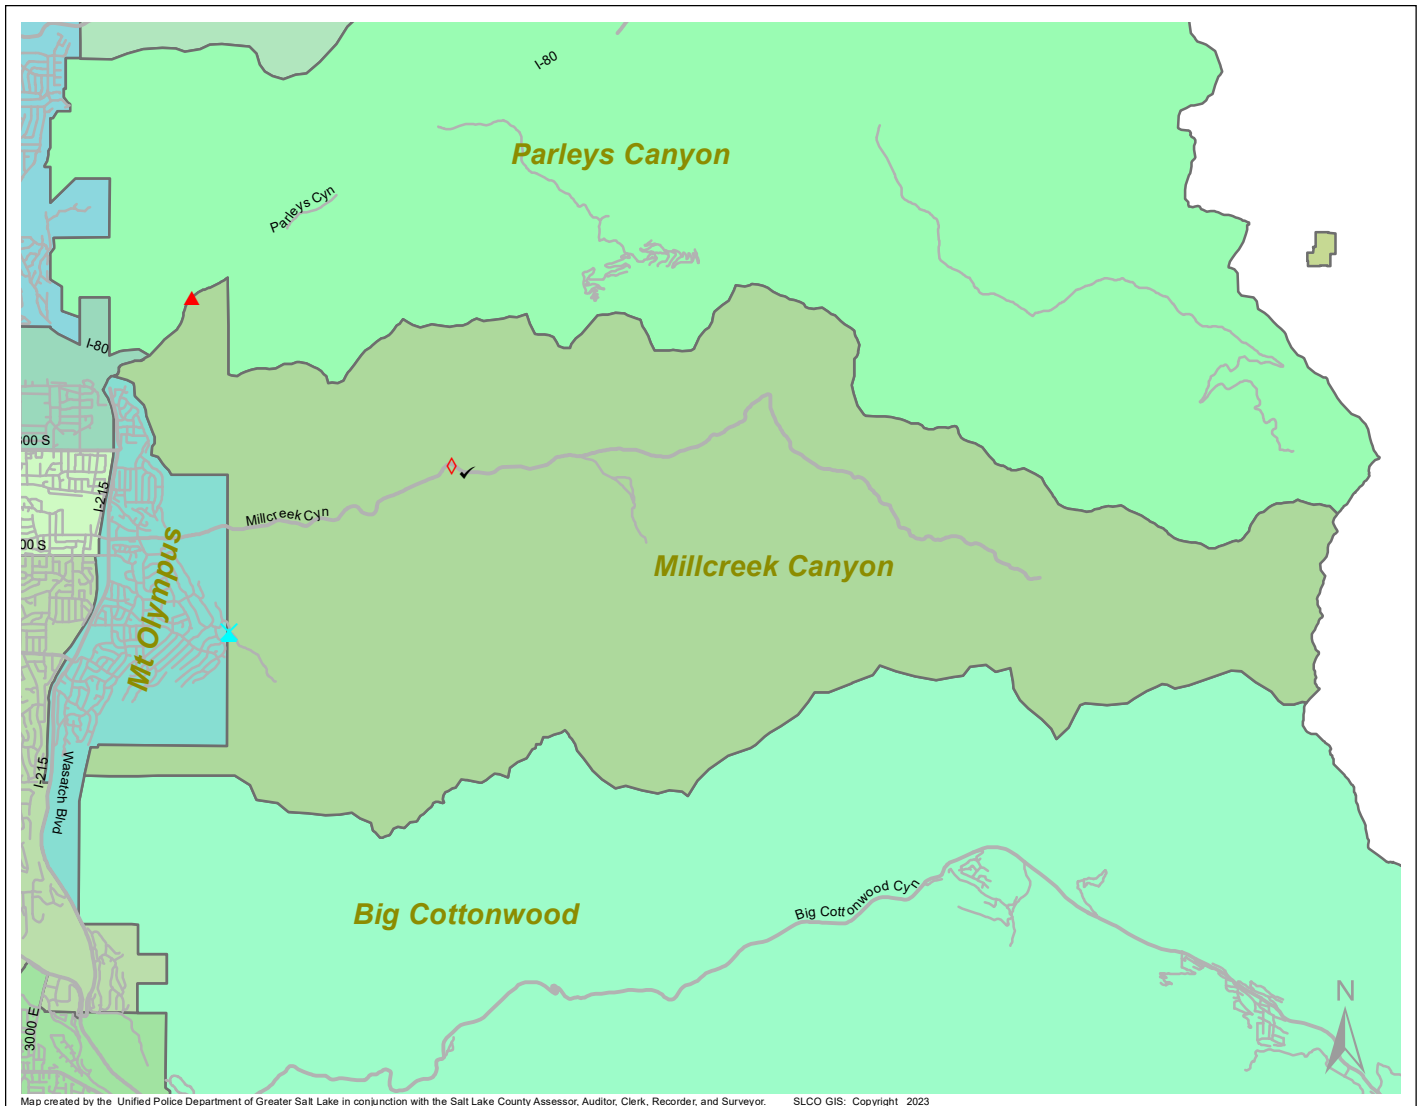 I-80
Parleys Canyon
Parleys Cyn
I-80
00 S
I-215
Millcreek Cyn
00 S
Millcreek Canyon
Mt Olympus
I-215
Wasatch Blvd
Big Cottonwood Cyn
Big Cottonwood
N
3000 E
Map created by the Unified Police Department of Greater Salt Lake in conjunction with the Salt Lake County Assessor, Auditor, Clerk, Recorder, and Surveyor. SLCO GIS: Copyright 2023